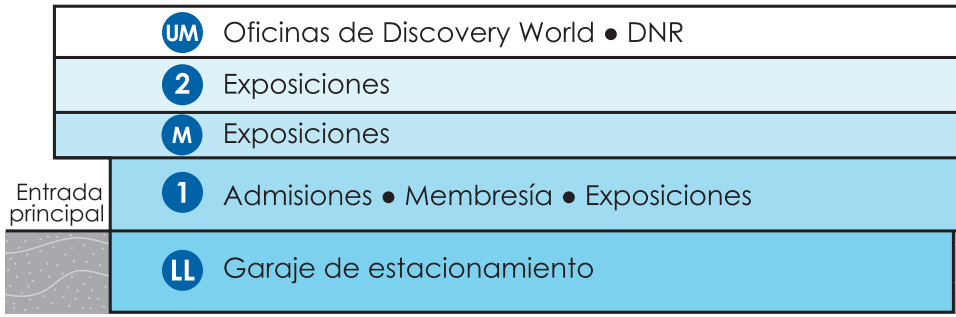 UM Oficinas de Discovery World ● DNR
2 Exposiciones
M Exposiciones
Entrada
principal
1 Admisiones ● Membresía ● Exposiciones
LL Garaje de estacionamiento